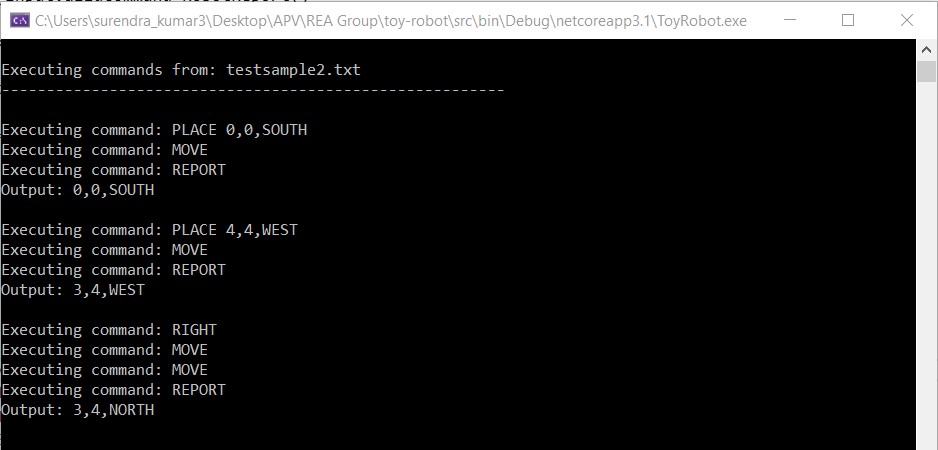 C:\Users\surendra_kumar3\Desktop\APV\REA Group\toy-robot\src\bin\Debug\netcoreapp3.1\ToyRobot.exe
Executing commands from: testsample2.txt
--------------------------------------------------------
Executing command: PLACE 0,0,SOUTH
Executing command: MOVE
Executing command: REPORT
Output: 0,0,SOUTH
Executing command: PLACE 4,4,WEST
Executing command: MOVE
Executing command: REPORT
Output: 3,4,WEST
Executing command: RIGHT
Executing command: MOVE
Executing command: MOVE
Executing command: REPORT
Output: 3,4,NORTH